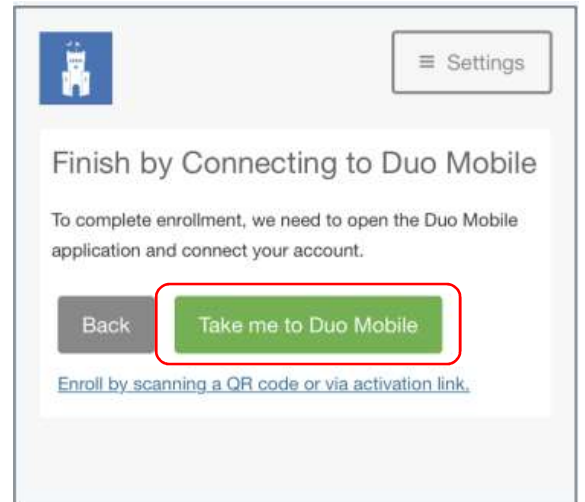 ≡ Settings
Finish by Connecting to Duo Mobile
To complete enrollment, we need to open the Duo Mobile
application and connect your account.
Back
Take me to Duo Mobile
Enroll by scanning a QR code or via activation link.